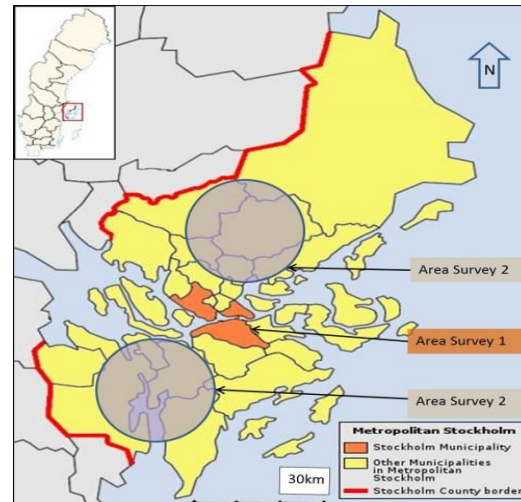 N
Area Survey 2
Area Survey 1
Area Survey 2
Metropolitan Stockholm
Stockholm Municipality
Other Municipalities
in Metropolitan
Stockholm
Stockholm County border
30km